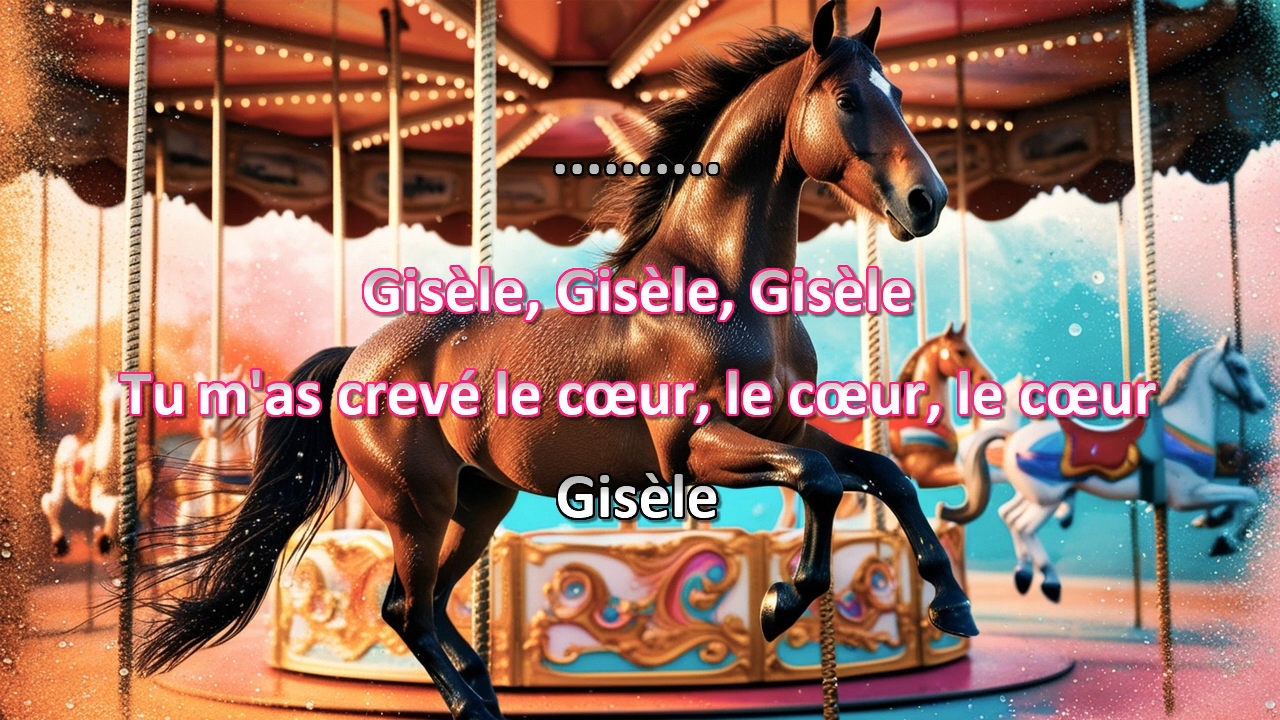 ..........
Gisèle, Gisèle, Gisèle
Tu m'as crevé le cœur, le cœur, le cœur
Gisèle